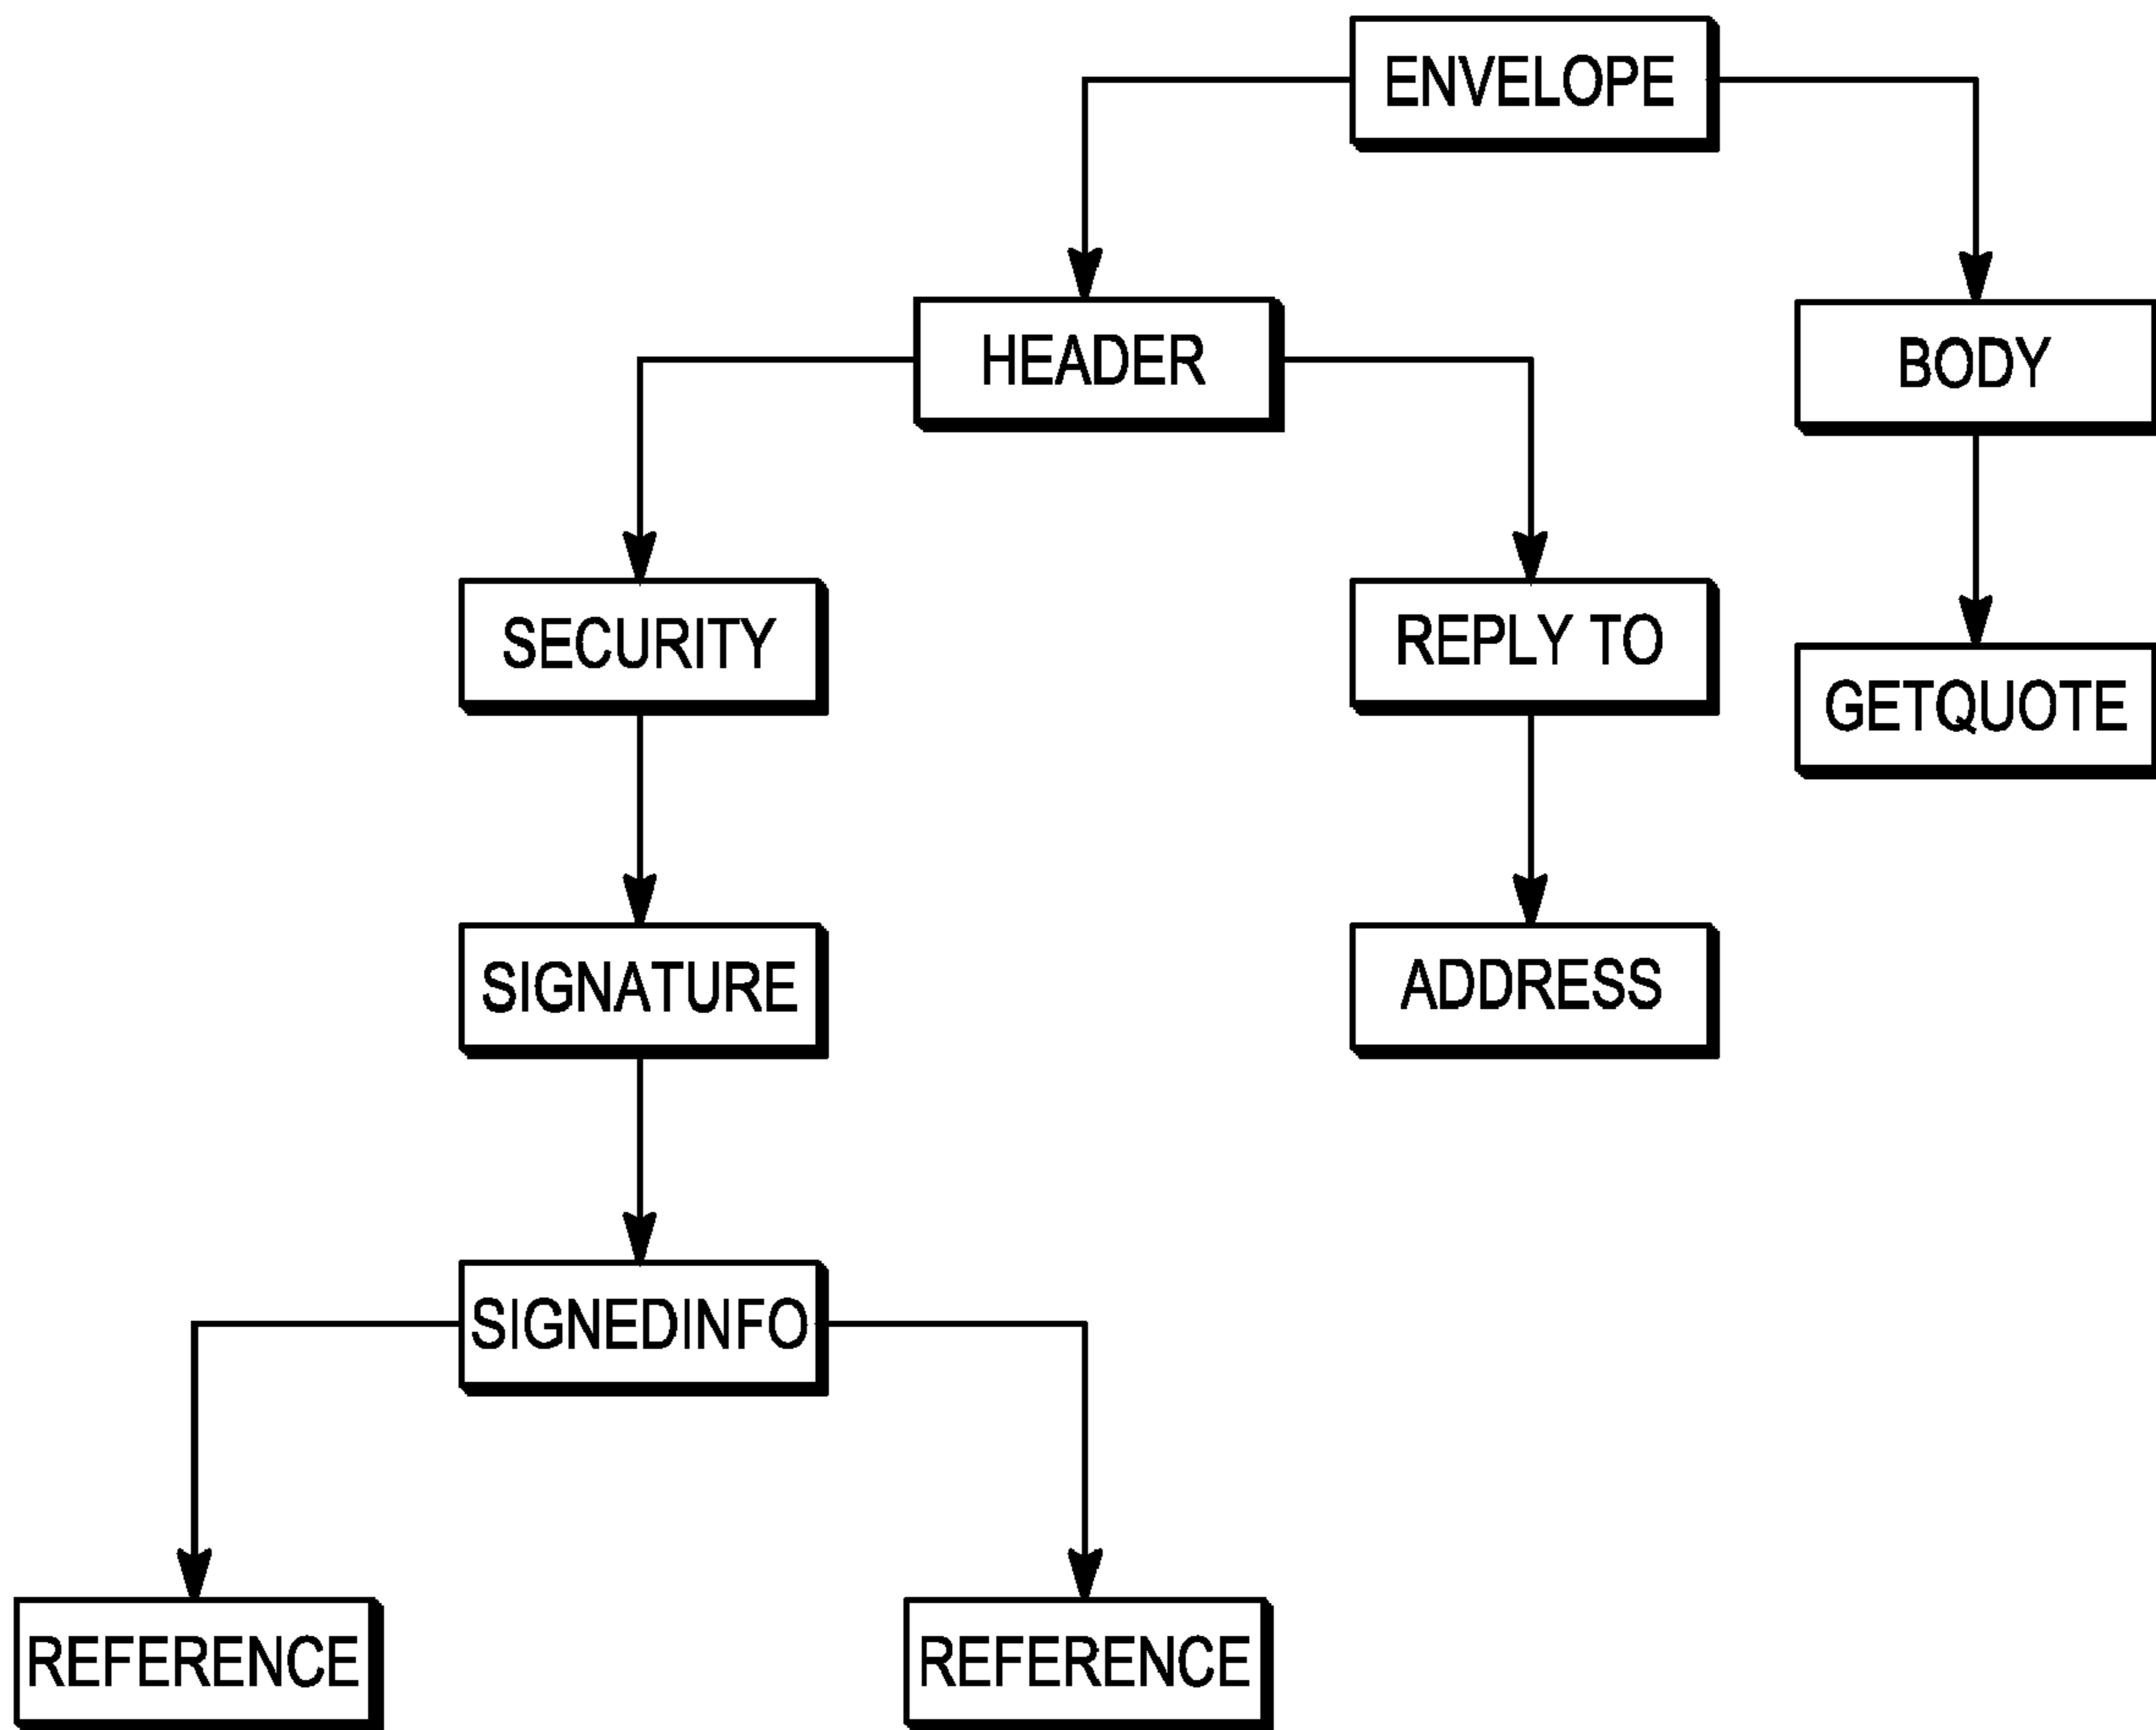 ENVELOPE
HEADER
BODY
SECURITY
REPLY TO
GETQUOTE
SIGNATURE
ADDRESS
SIGNEDINFO
REFERENCE
REFERENCE